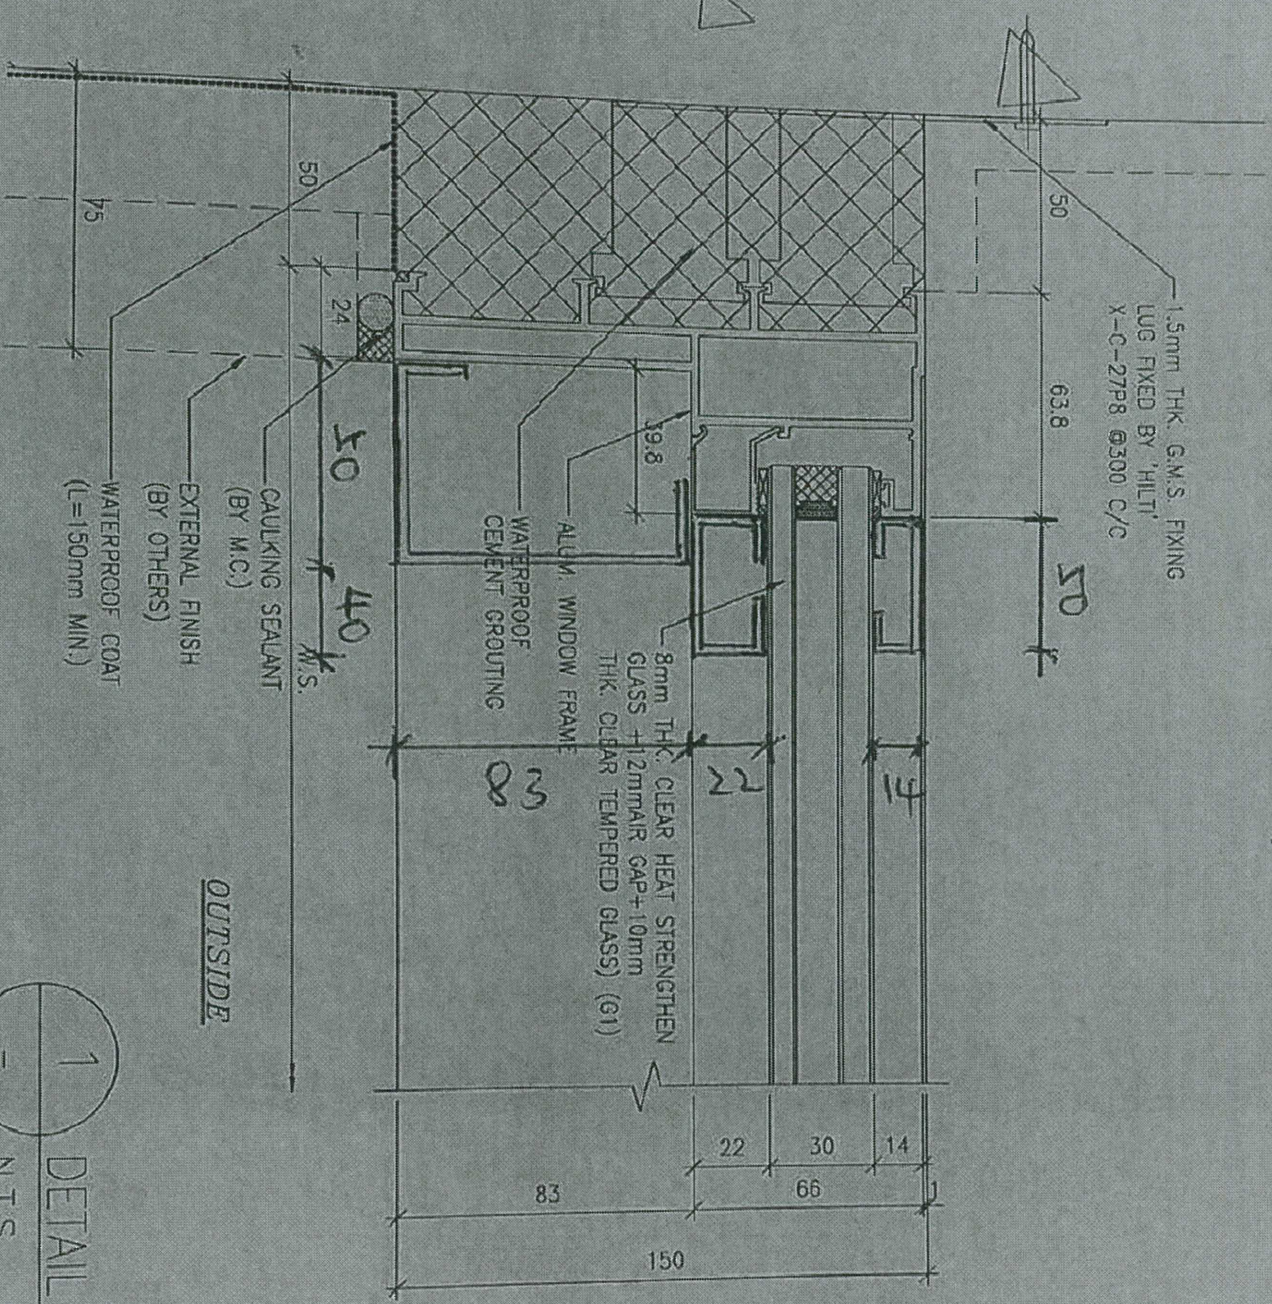 1.5mm THK. G.M.S. FIXING
LUG FIXED BY 'HILTI'
X-C-27P8 @300 C/C
50
63.8
50
8mm THK. CLEAR HEAT STRENGTHEN
GLASS +12mmAIR GAP+10mm
THK. CLEAR TEMPERED GLASS) (G1)
ALUM. WINDOW FRAME
WATERPROOF
CEMENT GROUTING
39.8
14
22
83
50
24
50
40
W.S.
75
CAULKING SEALANT
(BY M.C.)
EXTERNAL FINISH
(BY OTHERS)
WATERPROOF COAT
(L=150mm MIN.)
OUTSIDE
22
30
14
83
66
1
150
1
-
DETAIL
N.T.S